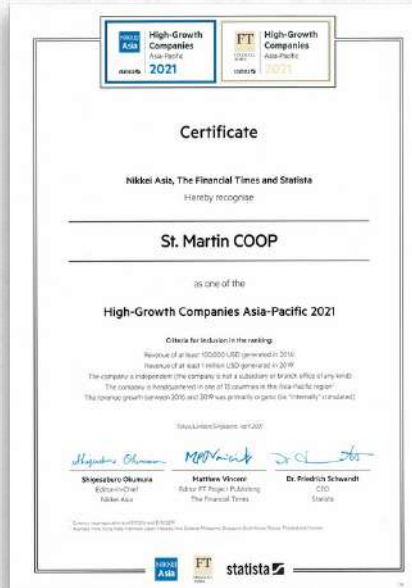 NIKKEI
Asia
High-Growth
Companies
Asia-Pacific
statista
2021
FT
FINANCIAL
TIMES
High-Growth
Companies
Asia-Pacific
statista
2021
Certificate
Nikkei Asia, The Financial Times and Statista
Hereby recognise
St. Martin COOP
as one of the
High-Growth Companies Asia-Pacific 2021
Criteria for inclusion in the ranking:
Revenue of at least 100,000 USD generated in 2016
Revenue of at least 1 million USD generated in 2019
The company is independent (the company is not a subsidiary or branch office of any kind)
The company is headquartered in one of 13 countries in the Asia-Pacific region
The revenue growth between 2016 and 2019 was primarily organic (i.e. "internally" stimulated)
Shigesaburo Okumura
Editor-in-Chief
Nikkei Asia
Matthew Vincent
Editor FT Project Publishing
The Financial Times
Dr. Friedrich Schwandt
CEO
Statista
NIKKEI
Asia
FT
FINANCIAL
TIMES
statista